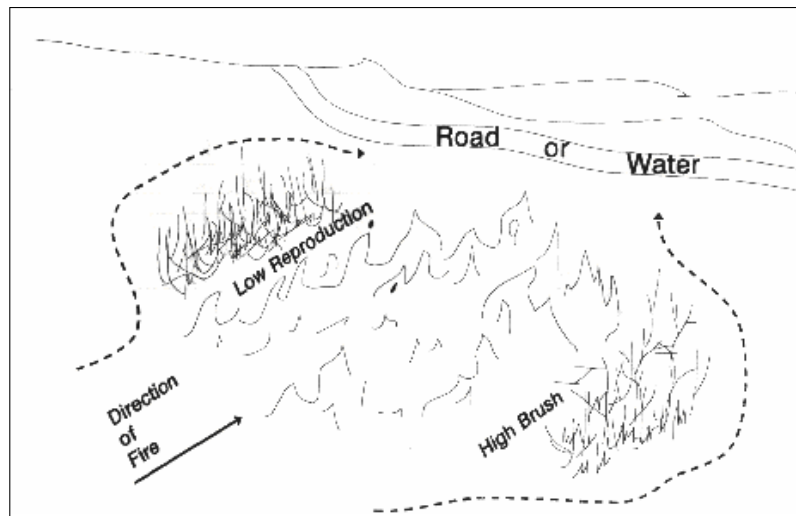 Road or Water
Low Reproduction
Direction
of
Fire
High Brush